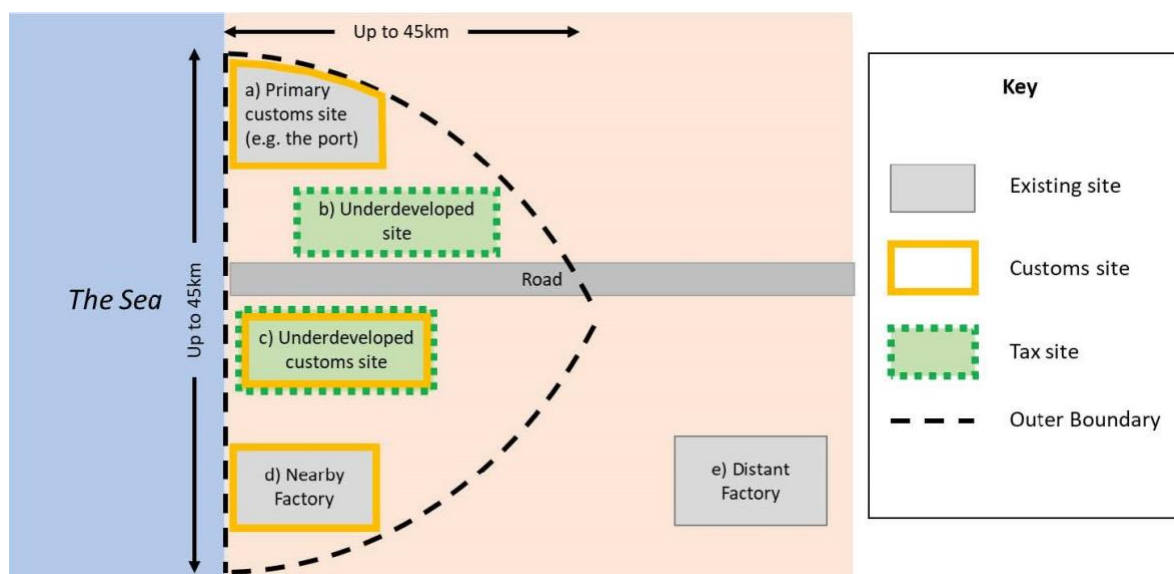 Up to 45km
a) Primary
customs site
(e.g. the port)
b) Underdeveloped
site
Road
The Sea
Up to 45km
c) Underdeveloped
customs site
d) Nearby
Factory
e) Distant
Factory
Key
Existing site
Customs site
Tax site
Outer Boundary